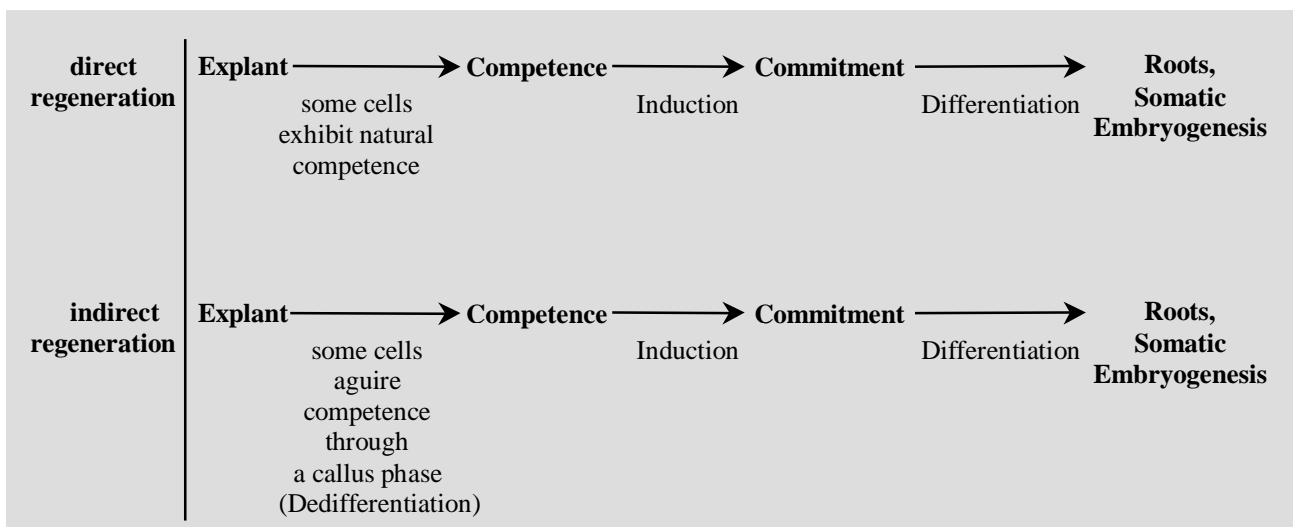 direct
regeneration
Explant
Competence
Commitment
Roots,
Somatic
Embryogenesis
some cells
exhibit natural
competence
Induction
Differentiation
indirect
regeneration
Explant
Competence
Commitment
Roots,
Somatic
Embryogenesis
some cells
aguire
competence
through
a callus phase
(Dedifferentiation)
Induction
Differentiation